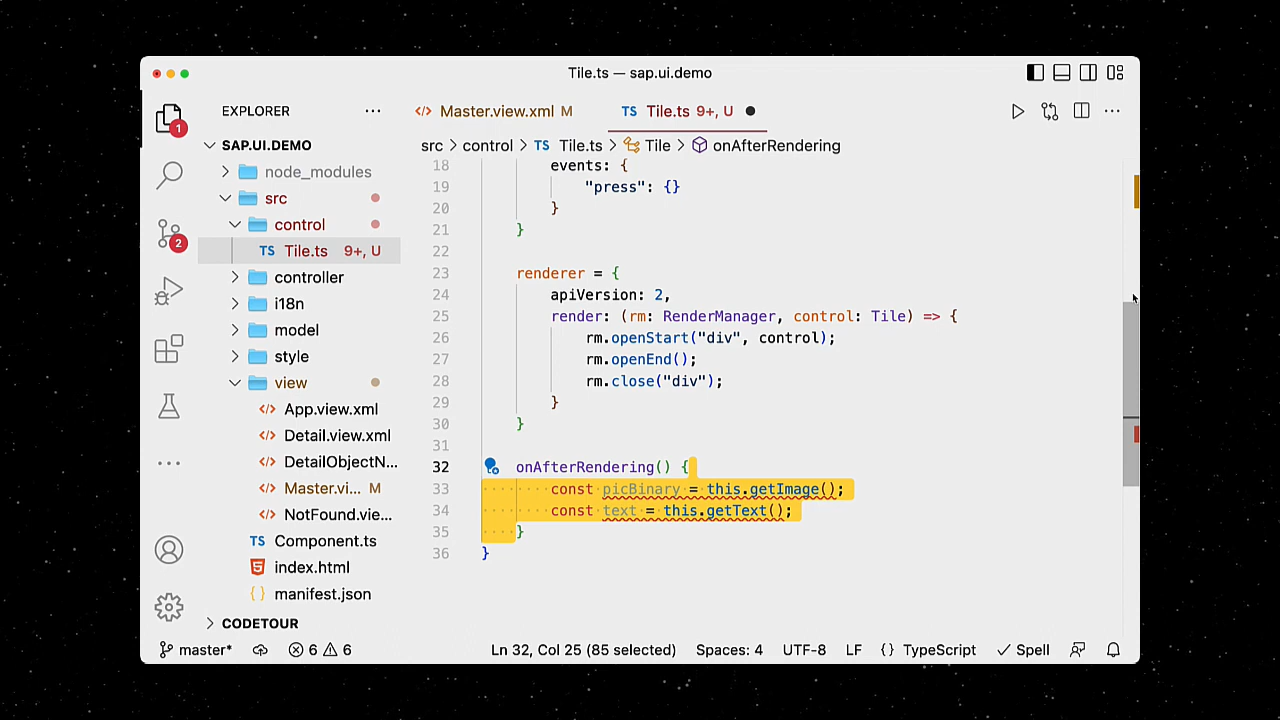 Tile.ts — sap.ui.demo
EXPLORER
Master.view.xml M
TS Tile.ts 9+, U
SAP.UI.DEMO
src > control > TS Tile.ts > Tile > onAfterRendering
node_modules
src
control
TS Tile.ts 9+, U
controller
i18n
model
style
view
App.view.xml
Detail.view.xml
DetailObjectN...
Master.vi... M
NotFound.vie...
TS Component.ts
index.html
{} manifest.json
CODETOUR
1
2
18 events: {
19 "press": {}
20 }
21 }
22
23 renderer = {
24 apiVersion: 2,
25 render: (rm: RenderManager, control: Tile) => {
26 rm.openStart("div", control);
27 rm.openEnd();
28 rm.close("div");
29 }
30 }
31
32 onAfterRendering() {
33 const picBinary = this.getImage();
34 const text = this.getText();
35 }
36 }
master* 6 6 Ln 32, Col 25 (85 selected) Spaces: 4 UTF-8 LF {} TypeScript Spell